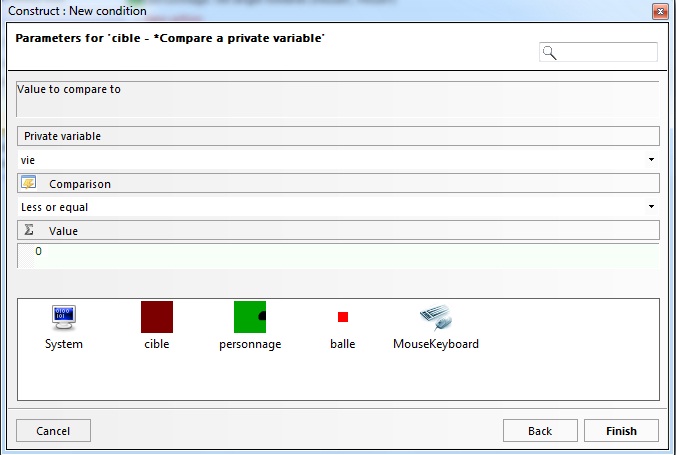 Construct : New condition
Parameters for 'cible - *Compare a private variable'
Value to compare to
Private variable
vie
Comparison
Less or equal
Σ Value
0
System cible personnage balle MouseKeyboard
Cancel Back Finish